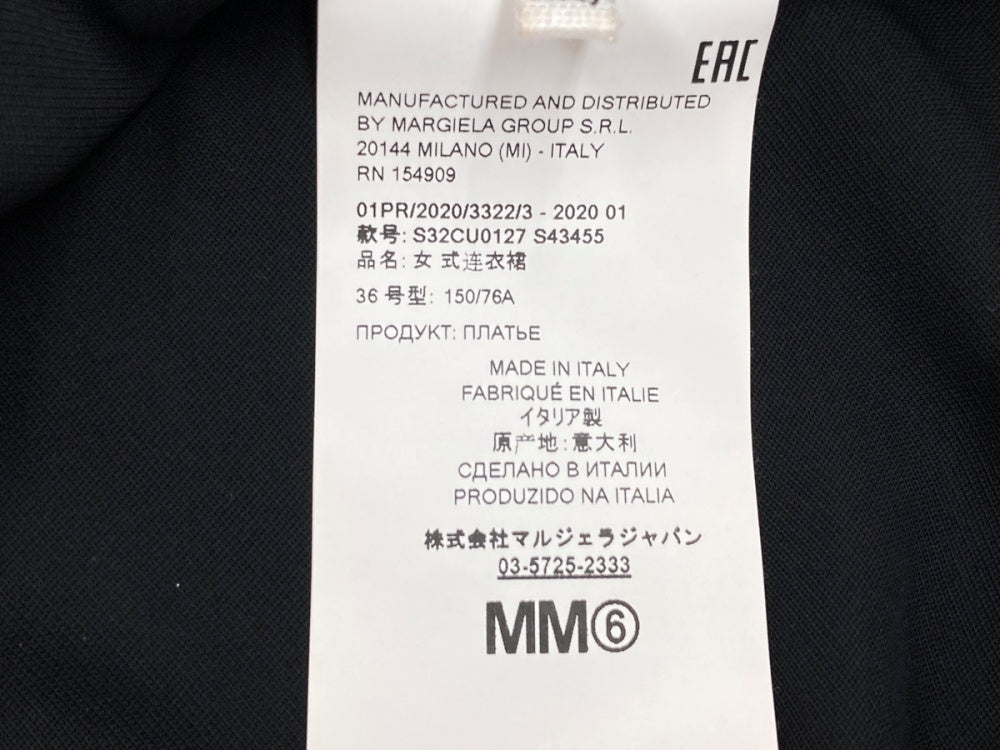 EAC
MANUFACTURED AND DISTRIBUTED
BY MARGIELA GROUP S.R.L.
20144 MILANO (MI) - ITALY
RN 154909
01PR/2020/3322/3 - 2020 01
款号: S32CU0127 S43455
品名: 女 式连衣裙
36 号型: 150/76A
ПРОДУКТ: ПЛАТЬЕ
MADE IN ITALY
FABRIQUÉ EN ITALIE
イタリア製
原产地: 意大利
СДЕЛАНО В ИТАЛИИ
PRODUZIDO NA ITALIA
株式会社マルジェラジャパン
03-5725-2333
MM⑥